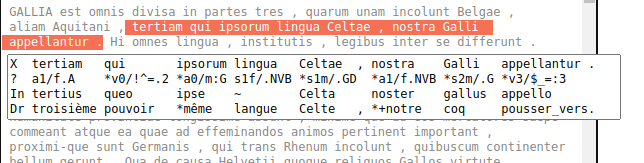 GALLIA est omnis divisa in partes tres , quarum unam incolunt Belgae ,
aliam Aquitani , tertiam qui ipsorum lingua Celtae , nostra Galli
appellantur . Hi omnes lingua , institutis , legibus inter se differunt .
X tertiam qui ipsorum lingua Celtae , nostra Galli appellantur .
? a1/f.A *v0/!^=.2 *a0/m:G s1f/.NVB *s1m/.GD *a1/f.NVB *s2m/.G *v3/$_=:3
In tertius queo ipse ~ Celta noster gallus appello
Dr troisième pouvoir *même langue Celte , *+notre coq pousser_vers.
commeant atque ea quae ad effeminandos animos pertinent important ,
proximi-que sunt Germanis , qui trans Rhenum incolunt , quibuscum continenter
bellum gerunt . Qua de causa Helvetii quoque reliquos Gallos virtute